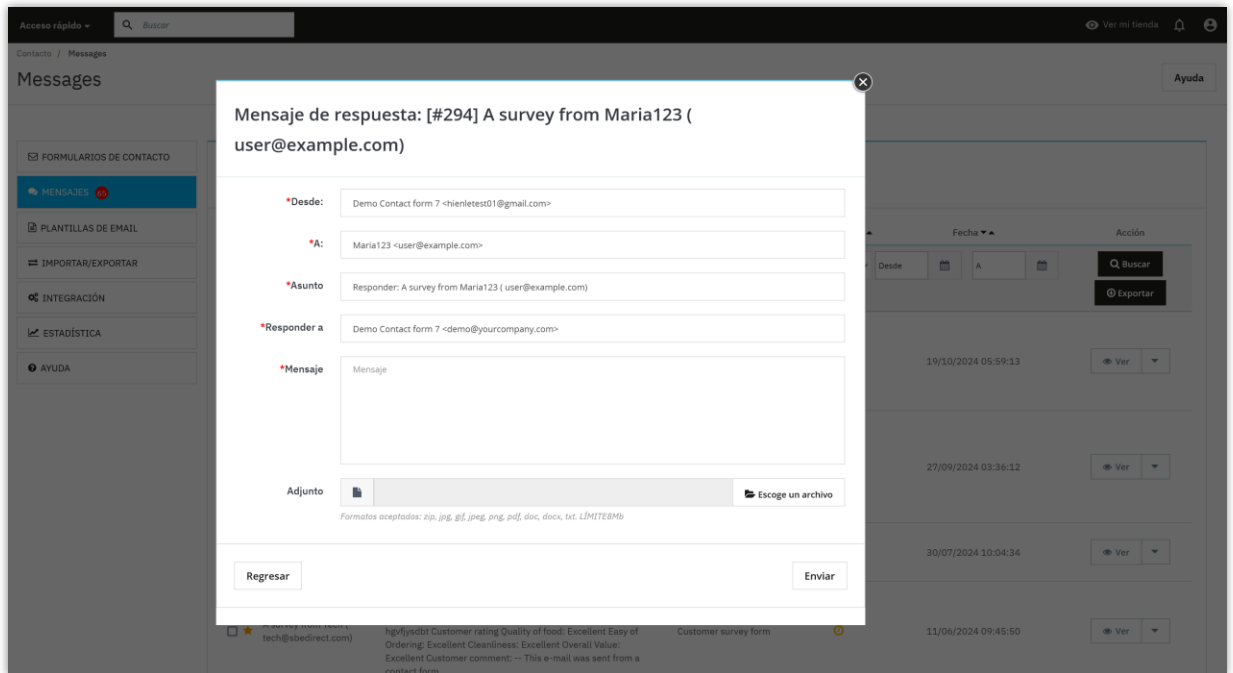 Acceso rápido
Buscar
Ver mi tienda
Contacto / Messages
Messages
Ayuda
Mensaje de respuesta: [#294] A survey from Maria123 (
user@example.com)
FORMULARIOS DE CONTACTO
MENSAJES 65
PLANTILLAS DE EMAIL
IMPORTAR/EXPORTAR
INTEGRACIÓN
ESTADÍSTICA
AYUDA
*Desde:
Demo Contact form 7 <hienletest01@gmail.com>
*A:
Maria123 <user@example.com>
*Asunto
Responder: A survey from Maria123 ( user@example.com)
*Responder a
Demo Contact form 7 <demo@yourcompany.com>
*Mensaje
Mensaje
Adjunto
Escoge un archivo
Formatos aceptados: zip, jpg, gif, jpeg, png, pdf, doc, docx, txt. LÍMITE8Mb
Regresar
Enviar
Fecha
Acción
Desde
A
Buscar
Exportar
19/10/2024 05:59:13
Ver
27/09/2024 03:36:12
Ver
30/07/2024 10:04:34
Ver
A survey from Tech (
tech@sbedirect.com)
hgvfjysdbt Customer rating Quality of food: Excellent Easy of
Ordering: Excellent Cleanliness: Excellent Overall Value:
Excellent Customer comment: -- This e-mail was sent from a
contact form
Customer survey form
11/06/2024 09:45:50
Ver